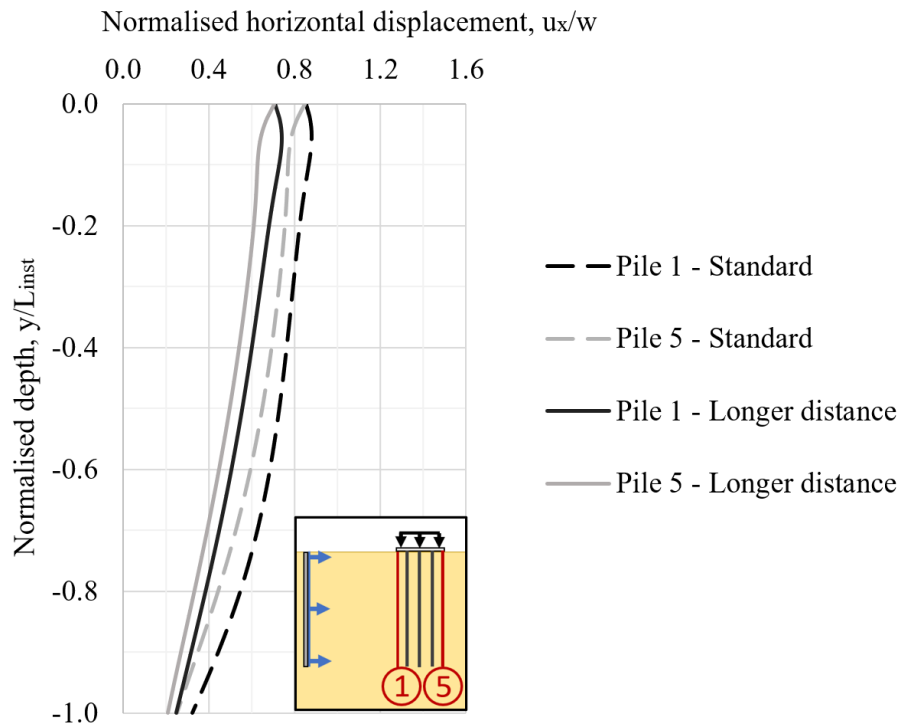 Normalised horizontal displacement, uₓ/w
0.0 0.4 0.8 1.2 1.6
Normalised depth, y/Lᵢₙₛₜ
0.0
-0.2
-0.4
-0.6
-0.8
-1.0
Pile 1 - Standard
Pile 5 - Standard
Pile 1 - Longer distance
Pile 5 - Longer distance
1 5